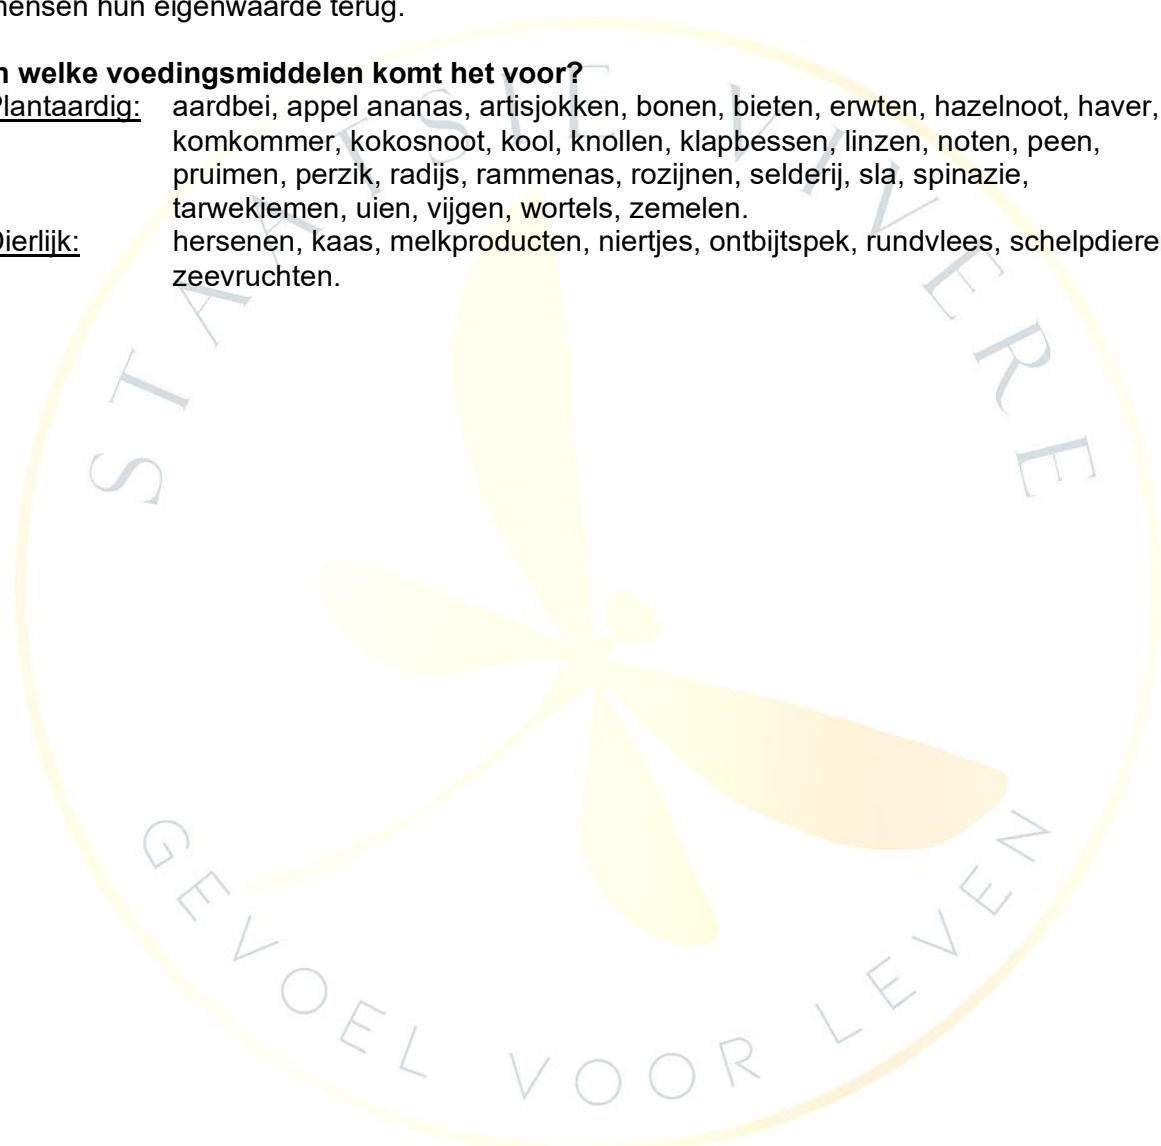 mensen hun eigenwaarde terug.
n welke voedingsmiddelen komt het voor?
Plantaardig: aardbei, appel ananas, artisjokken, bonen, bieten, erwten, hazelnoot, haver,
komkommer, kokosnoot, kool, knollen, klapbessen, linzen, noten, peen,
pruimen, perzik, radijs, rammenas, rozijnen, selderij, sla, spinazie,
tarwekiemen, uien, vijgen, wortels, zemelen.
Dierlijk: hersenen, kaas, melkproducten, niertjes, ontbijtspek, rundvlees, schelpdiere
zeevruchten.
STAATSIE VIVERE
GEVOEL VOOR LEVEN